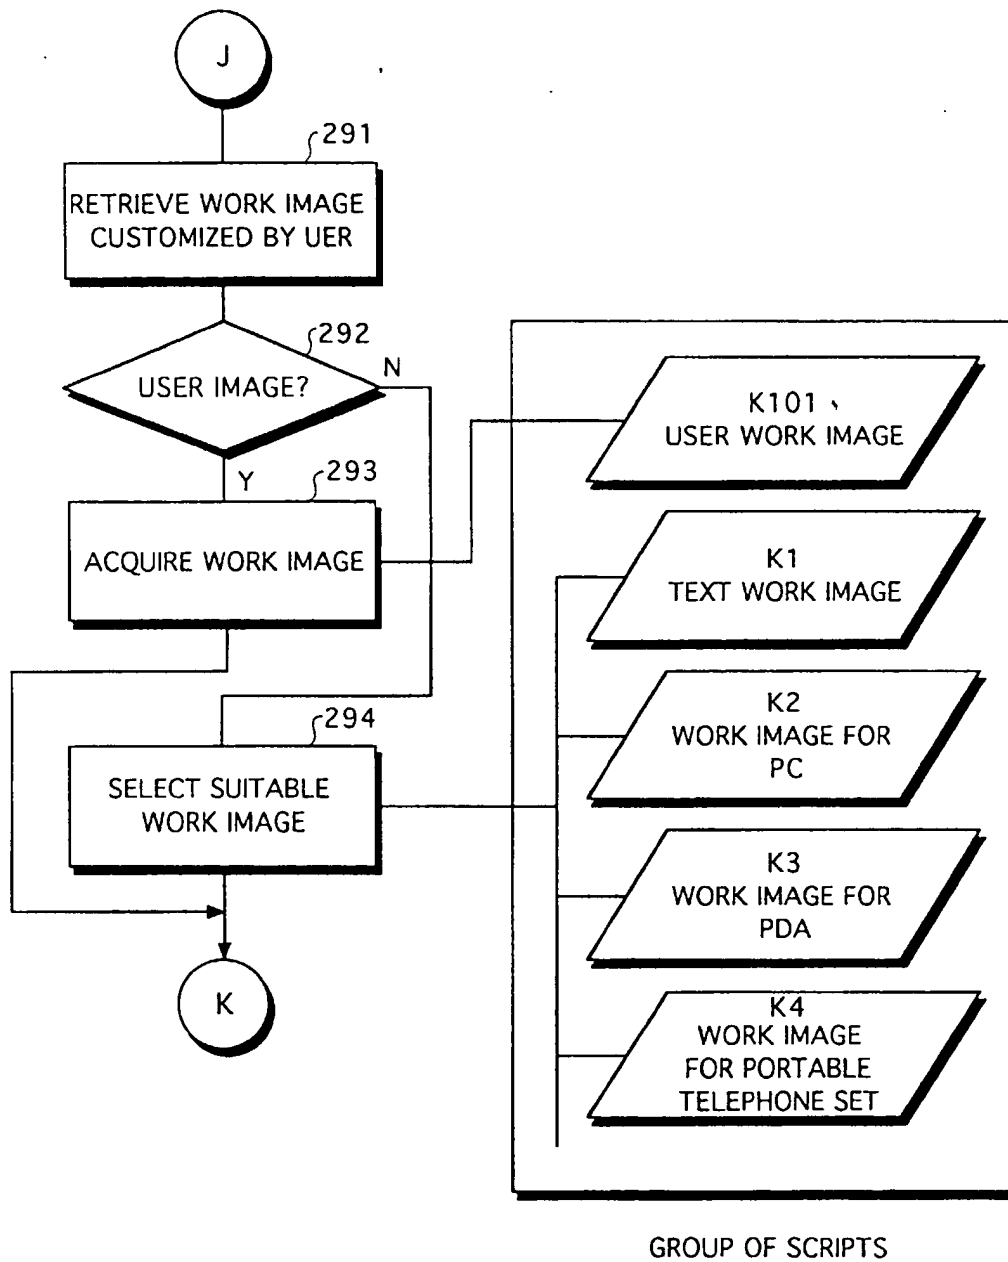 J
291
RETRIEVE WORK IMAGE
CUSTOMIZED BY UER
292
USER IMAGE?
N
Y
293
ACQUIRE WORK IMAGE
294
SELECT SUITABLE
WORK IMAGE
K
K101
USER WORK IMAGE
K1
TEXT WORK IMAGE
K2
WORK IMAGE FOR
PC
K3
WORK IMAGE FOR
PDA
K4
WORK IMAGE
FOR PORTABLE
TELEPHONE SET
GROUP OF SCRIPTS